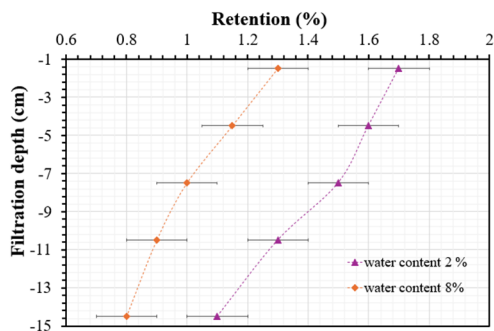 Retention (%)
0.6 0.8 1 1.2 1.4 1.6 1.8 2
Filtration depth (cm)
-1
-3
-5
-7
-9
-11
-13
-15
water content 2 %
water content 8%